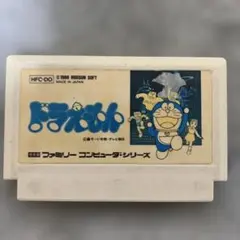 HFC-DO
©1986 HUDSON SOFT
MADE IN JAPAN
ドラえもん
ファミリー コンピュータ・シリーズ